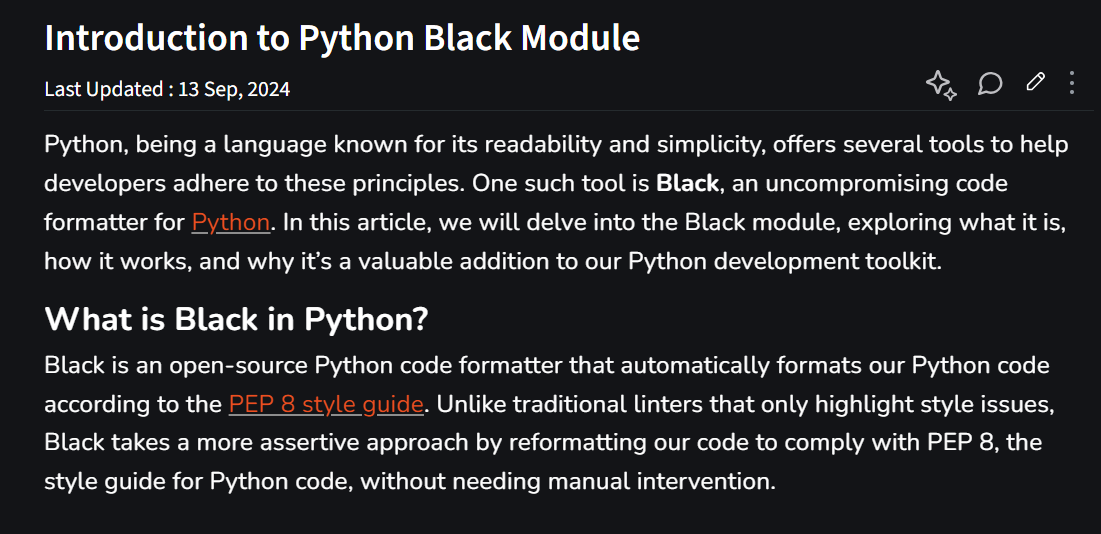 Introduction to Python Black Module
Last Updated : 13 Sep, 2024
Python, being a language known for its readability and simplicity, offers several tools to help
developers adhere to these principles. One such tool is Black, an uncompromising code
formatter for Python. In this article, we will delve into the Black module, exploring what it is,
how it works, and why it’s a valuable addition to our Python development toolkit.
What is Black in Python?
Black is an open-source Python code formatter that automatically formats our Python code
according to the PEP 8 style guide. Unlike traditional linters that only highlight style issues,
Black takes a more assertive approach by reformatting our code to comply with PEP 8, the
style guide for Python code, without needing manual intervention.